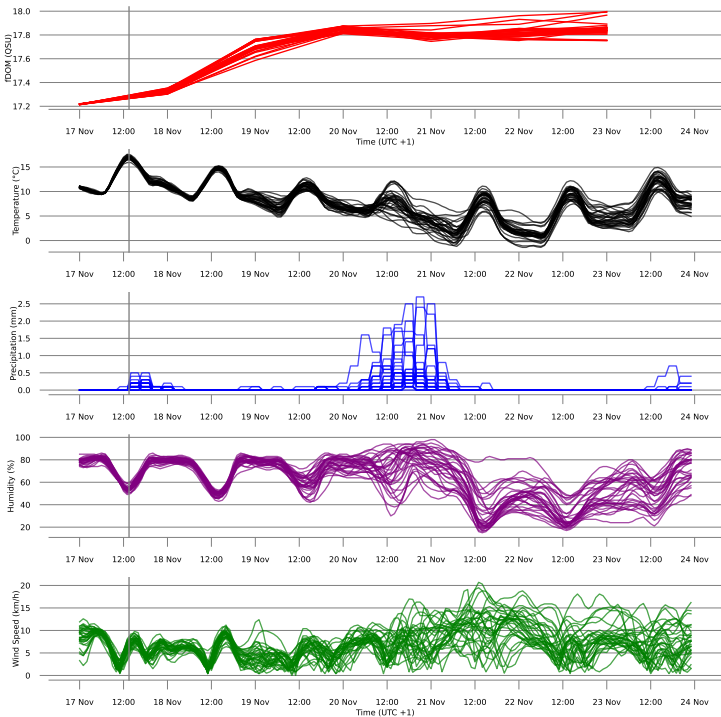 fDOM (QSU)
18.0
17.8
17.6
17.4
17.2
17 Nov 12:00 18 Nov 12:00 19 Nov 12:00 20 Nov 12:00 21 Nov 12:00 22 Nov 12:00 23 Nov 12:00 24 Nov
Time (UTC +1)
Temperature (°C)
15
10
5
0
17 Nov 12:00 18 Nov 12:00 19 Nov 12:00 20 Nov 12:00 21 Nov 12:00 22 Nov 12:00 23 Nov 12:00 24 Nov
Precipitation (mm)
2.5
2.0
1.5
1.0
0.5
0.0
17 Nov 12:00 18 Nov 12:00 19 Nov 12:00 20 Nov 12:00 21 Nov 12:00 22 Nov 12:00 23 Nov 12:00 24 Nov
Humidity (%)
100
80
60
40
20
17 Nov 12:00 18 Nov 12:00 19 Nov 12:00 20 Nov 12:00 21 Nov 12:00 22 Nov 12:00 23 Nov 12:00 24 Nov
Wind Speed (km/h)
20
15
10
5
0
17 Nov 12:00 18 Nov 12:00 19 Nov 12:00 20 Nov 12:00 21 Nov 12:00 22 Nov 12:00 23 Nov 12:00 24 Nov
Time (UTC +1)